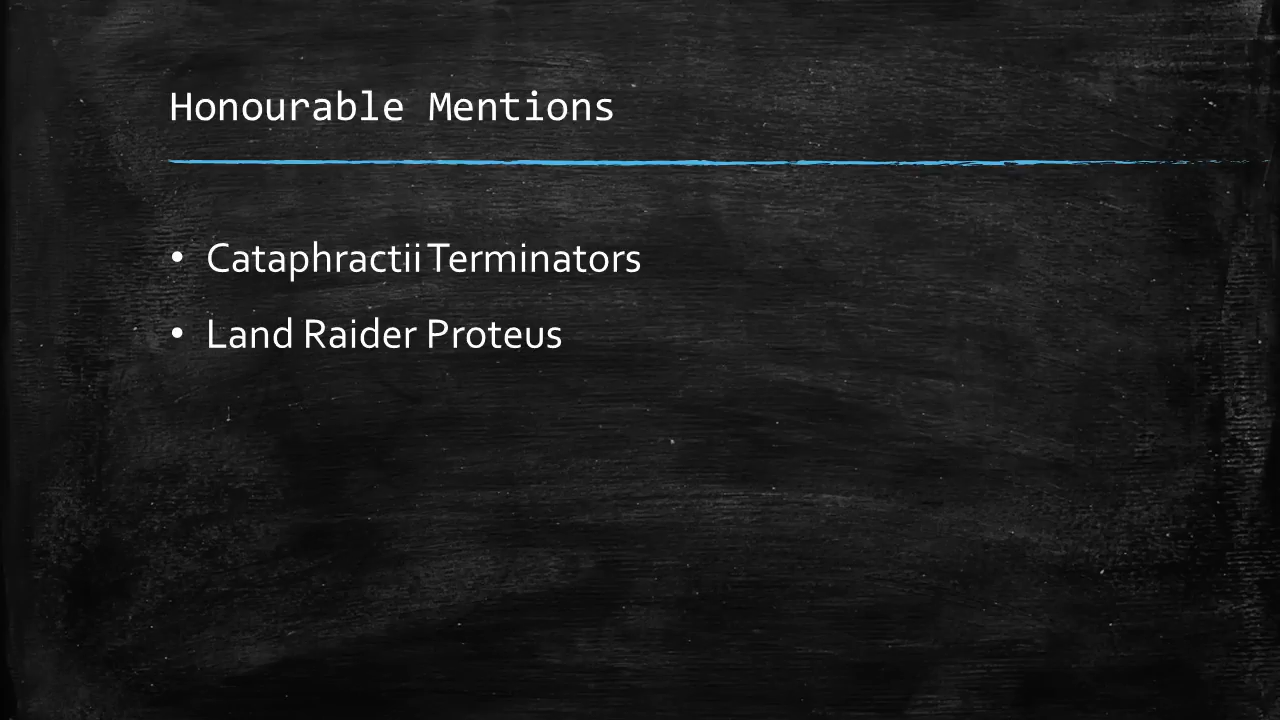 Honourable Mentions
• Cataphractii Terminators
• Land Raider Proteus